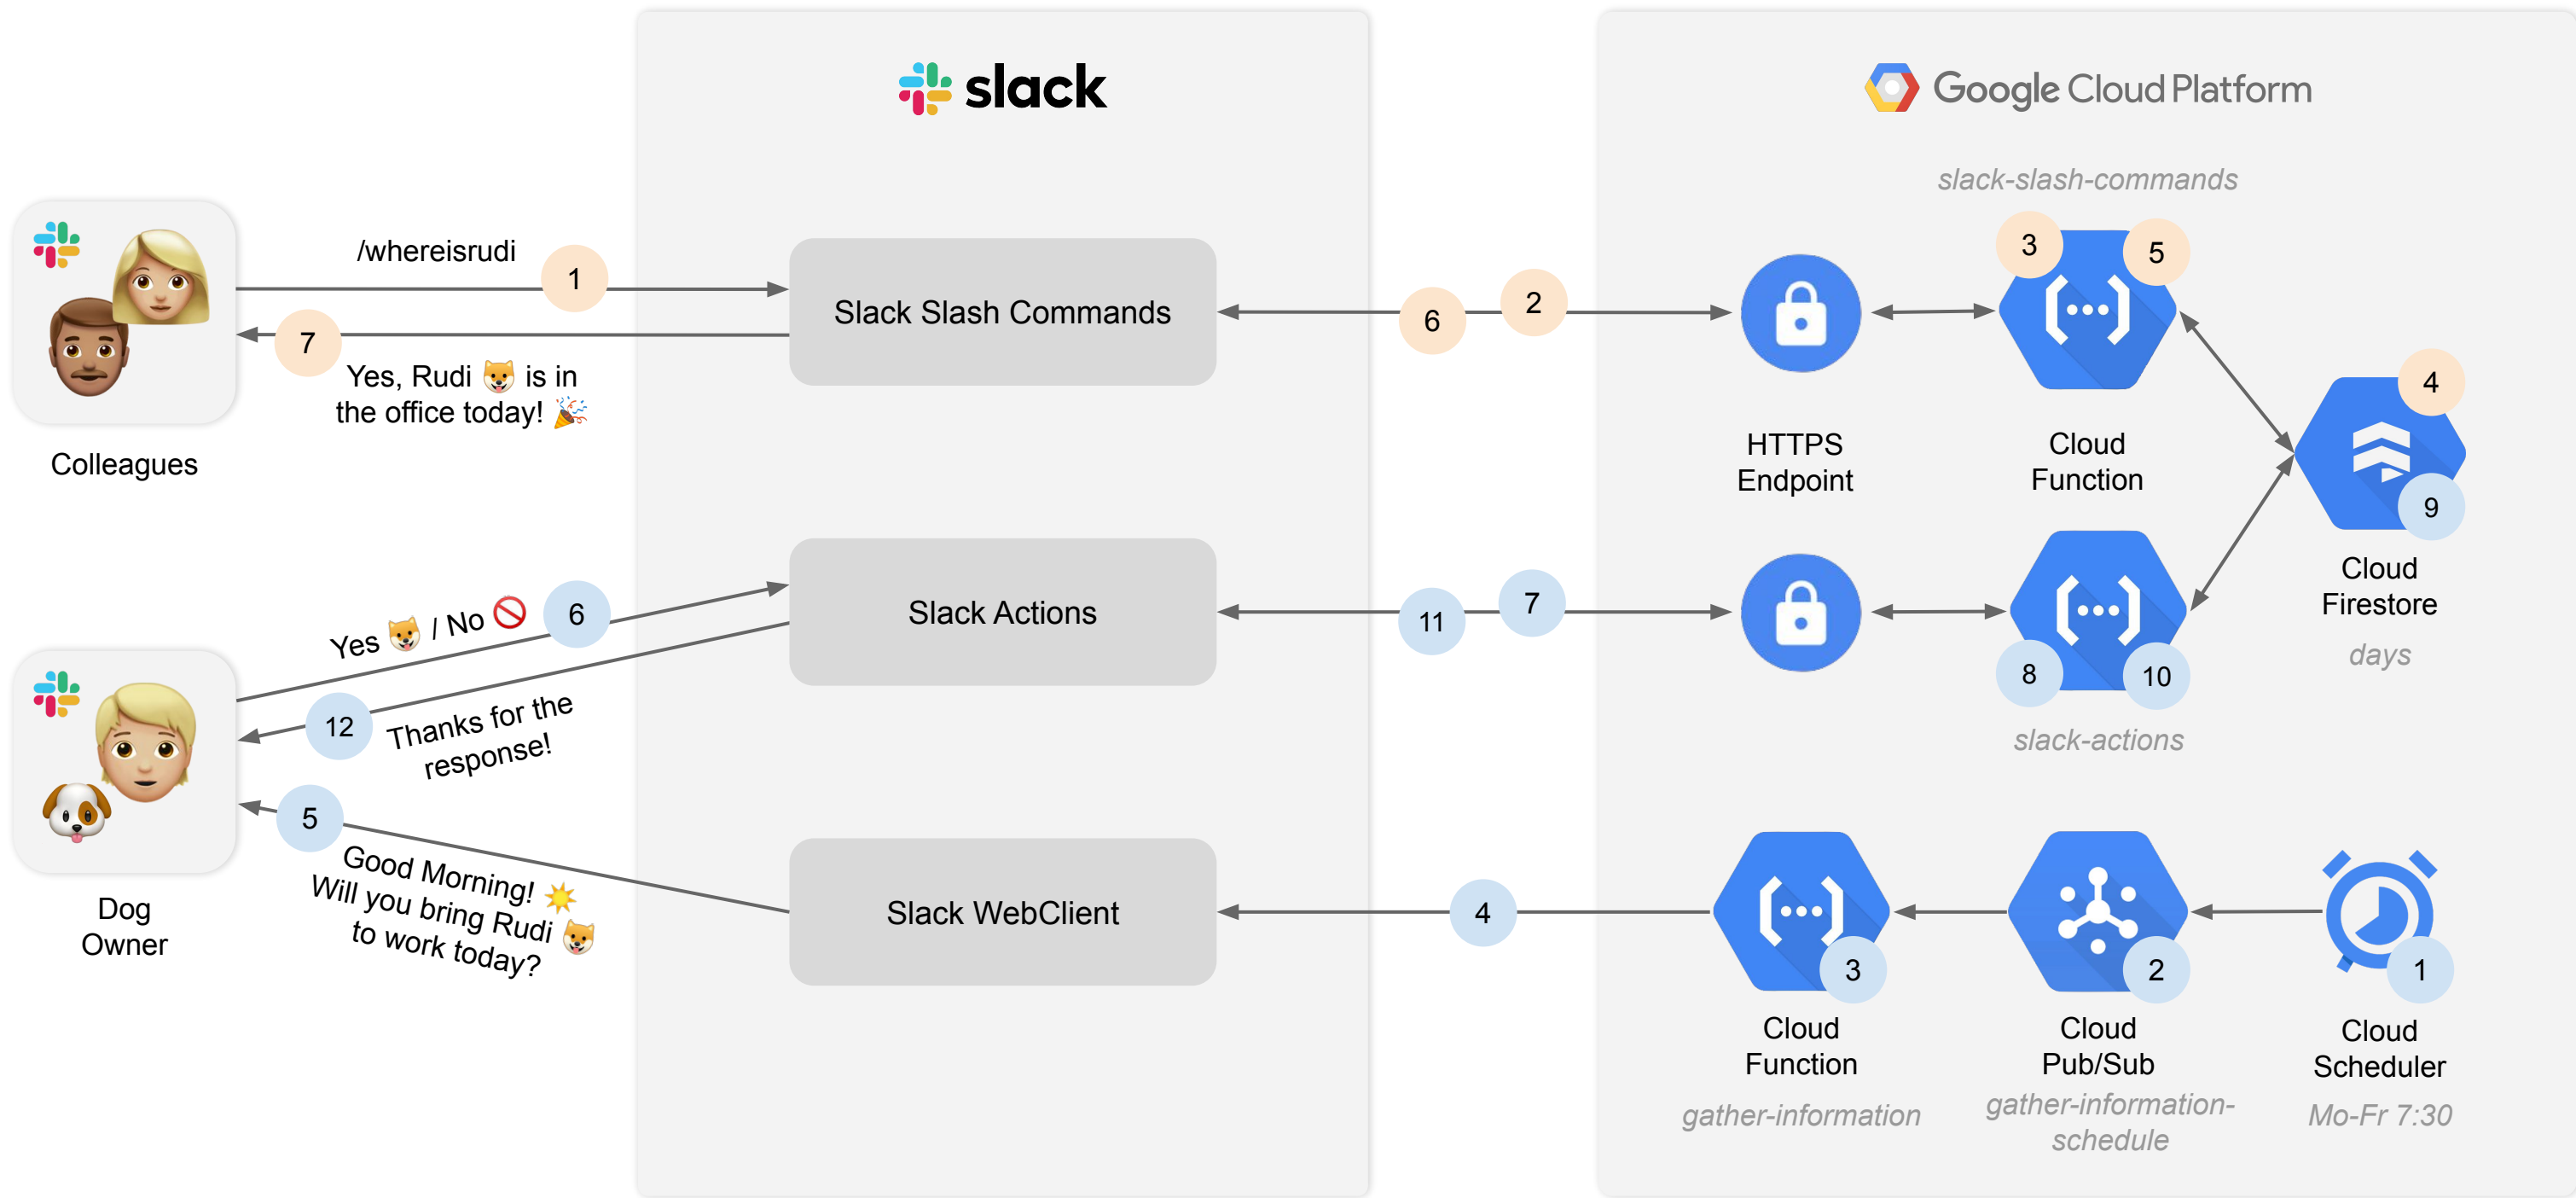 slack
Google Cloud Platform
slack-slash-commands
/whereisrudi
1
7
Yes, Rudi 🐶 is in
the office today! 🎉
Colleagues
Slack Slash Commands
6
2
3
5
HTTPS
Endpoint
Cloud
Function
4
9
Cloud
Firestore
days
Yes 🐶 / No 🚫
6
12
Thanks for the
response!
Slack Actions
11
7
8
10
slack-actions
5
Good Morning! ☀️
Will you bring Rudi 🐶
to work today?
Dog
Owner
Slack WebClient
4
3
Cloud
Function
gather-information
2
Cloud
Pub/Sub
gather-information-
schedule
1
Cloud
Scheduler
Mo-Fr 7:30